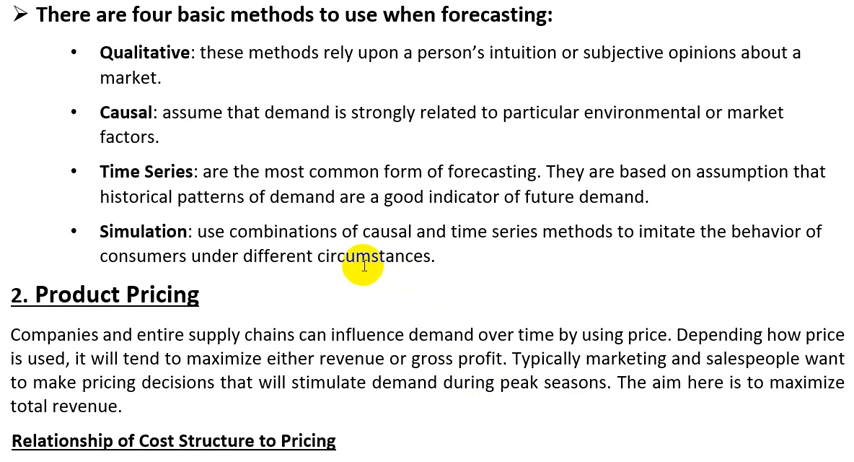 ➤ There are four basic methods to use when forecasting:
• Qualitative: these methods rely upon a person’s intuition or subjective opinions about a
market.
• Causal: assume that demand is strongly related to particular environmental or market
factors.
• Time Series: are the most common form of forecasting. They are based on assumption that
historical patterns of demand are a good indicator of future demand.
• Simulation: use combinations of causal and time series methods to imitate the behavior of
consumers under different circumstances.
2. Product Pricing
Companies and entire supply chains can influence demand over time by using price. Depending how price
is used, it will tend to maximize either revenue or gross profit. Typically marketing and salespeople want
to make pricing decisions that will stimulate demand during peak seasons. The aim here is to maximize
total revenue.
Relationship of Cost Structure to Pricing